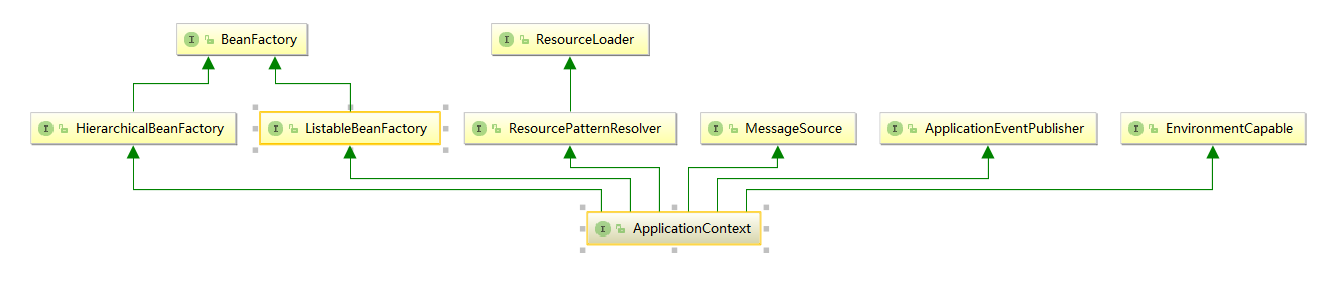 BeanFactory
ResourceLoader
HierarchicalBeanFactory
ListableBeanFactory
ResourcePatternResolver
MessageSource
ApplicationEventPublisher
EnvironmentCapable
ApplicationContext